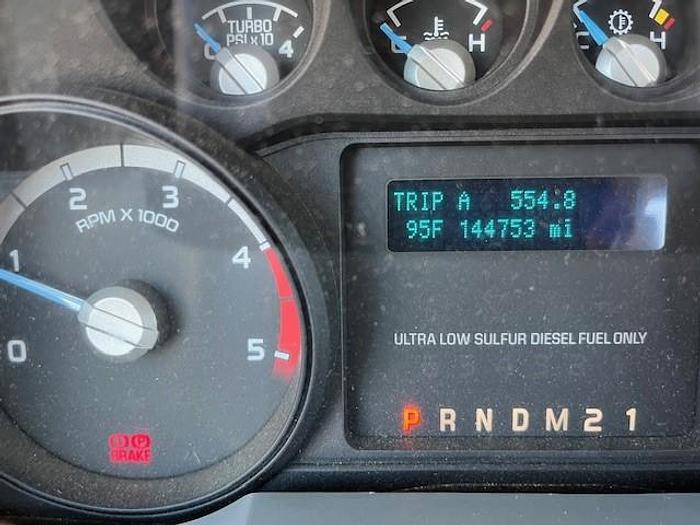 TURBO
PSI x 10
0 4
H
C H
2 3
RPM X 1000
1 4
0 5
BRAKE
TRIP A 554.8
95F 144753 mi
ULTRA LOW SULFUR DIESEL FUEL ONLY
P R N D M 2 1